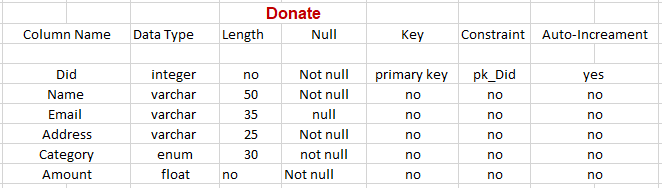 Donate
Column Name Data Type Length Null Key Constraint Auto-Increament
Did integer no Not null primary key pk_Did yes
Name varchar 50 Not null no no no
Email varchar 35 null no no no
Address varchar 25 Not null no no no
Category enum 30 not null no no no
Amount float no Not null no no no